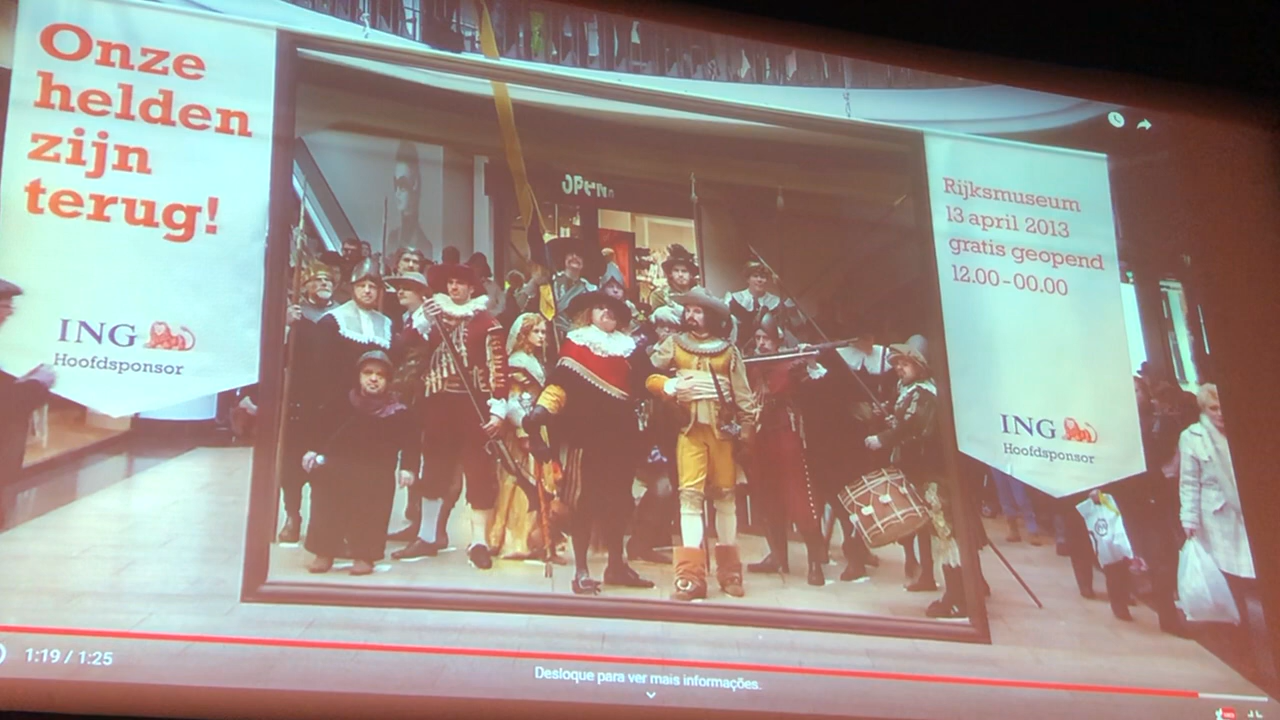 Onze
helden
zijn
terug!
ING
Hoofdsponsor
OPEN
Rijksmuseum
13 april 2013
gratis geopend
12.00-00.00
ING
Hoofdsponsor
1:19 / 1:25
Desloque para ver mais informações.